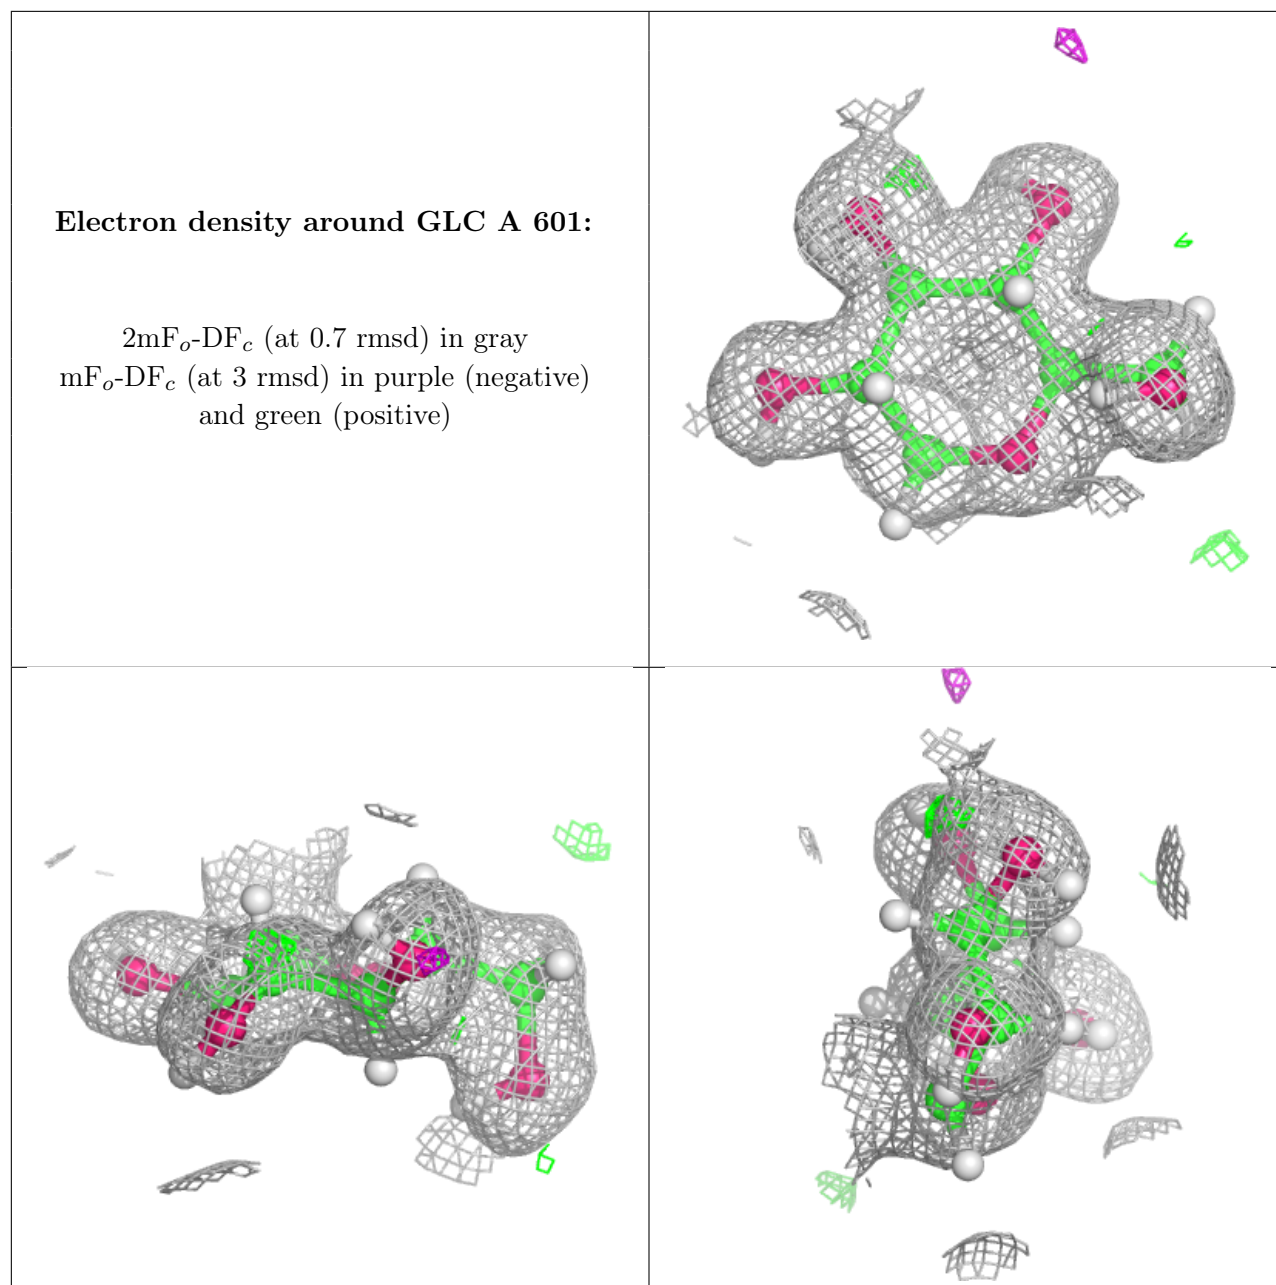 Electron density around GLC A 601:
2mFₒ-DF𝒸 (at 0.7 rmsd) in gray
mFₒ-DF𝒸 (at 3 rmsd) in purple (negative)
and green (positive)